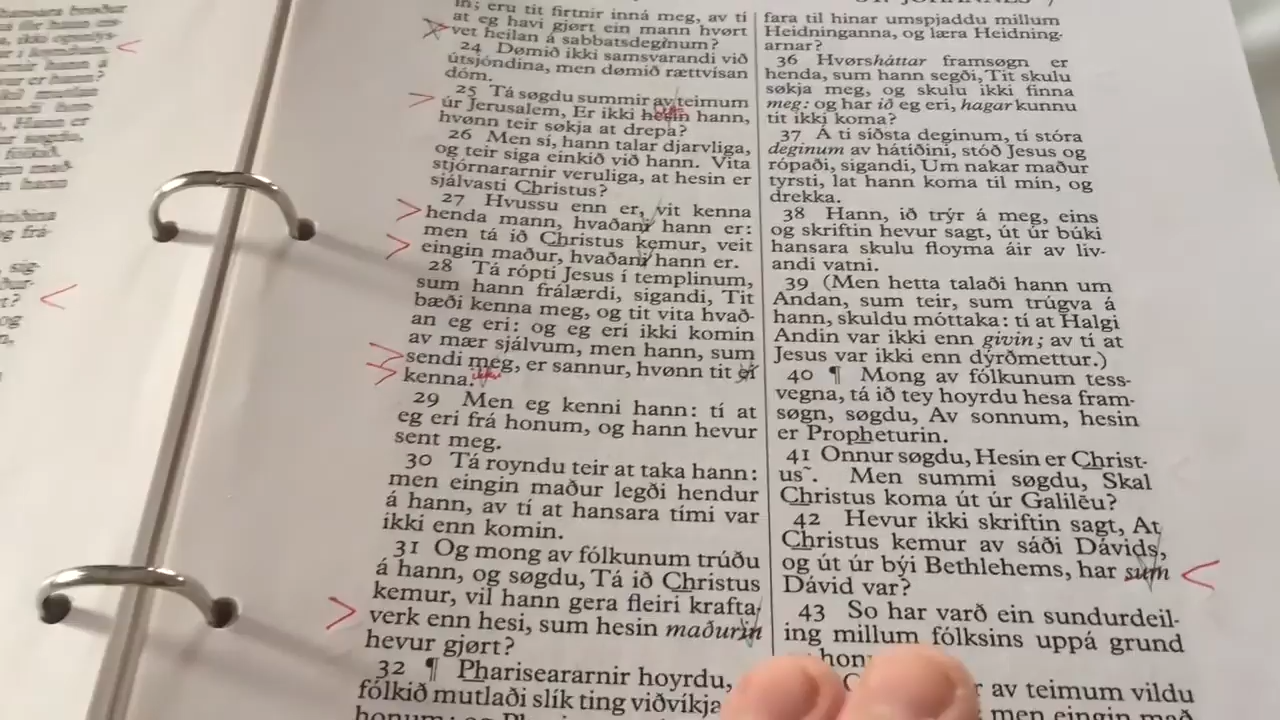 in; eru tit firtnir inná meg, av tí
at eg havi gjørt ein mann hvørt
vet heilan á sabbatsdeginum?
24 Dømið ikki samsvarandi við
útsjóndina, men dømið rættvísan
dóm.
25 Tá søgdu summir av teimum
úr Jerusalem, Er ikki hesin hann,
hvønn teir søkja at drepa?
26 Men sí, hann talar djarvliga,
og teir siga einkið við hann. Vita
stjórnararnir veruliga, at hesin er
sjálvasti Christus?
27 Hvussu enn er, vit kenna
henda mann, hvaðani hann er:
men tá ið Christus kemur, veit
eingin maður, hvaðani hann er.
28 Tá rópti Jesus í templinum,
sum hann frálærdi, sigandi, Tit
bæði kenna meg, og tit vita hvað-
an eg eri: og eg eri ikki komin
av mær sjálvum, men hann, sum
sendi meg, er sannur, hvønn tit ei
kenna. ikki
29 Men eg kenni hann: tí at
eg eri frá honum, og hann hevur
sent meg.
30 Tá royndu teir at taka hann:
men eingin maður legði hendur
á hann, av tí at hansara tími var
ikki enn komin.
31 Og mong av fólkunum trúðu
á hann, og søgdu, Tá ið Christus
kemur, vil hann gera fleiri krafta
verk enn hesi, sum hesin maðurin
hevur gjørt?
32 ¶ Phariseararnir hoyrdu,
fólkið mutlaði slík ting viðvíkja
honum; og
fara til hinar umspjaddu millum
Heidninganna, og læra Heidning-
arnar?
36 Hvørsháttar framsøgn er
henda, sum hann segði, Tit skulu
søkja meg, og skulu ikki finna
meg: og har ið eg eri, hagar kunnu
tit ikki koma?
37 Á tí síðsta deginum, tí stóra
deginum av hátíðini, stóð Jesus og
rópaði, sigandi, Um nakar maður
tyrsti, lat hann koma til mín, og
drekka.
38 Hann, ið trýr á meg, eins
og skriftin hevur sagt, út úr búki
hansara skulu floyma áir av liv-
andi vatni.
39 (Men hetta talaði hann um
Andan, sum teir, sum trúgva á
hann, skuldu móttaka: tí at Halgi
Andin var ikki enn givin; av tí at
Jesus var ikki enn dýrðmettur.)
40 ¶ Mong av fólkunum tess-
vegna, tá ið tey hoyrdu hesa fram-
søgn, søgdu, Av sonnum, hesin
er Propheturin.
41 Onnur søgdu, Hesin er Christ-
us˜. Men summi søgdu, Skal
Christus koma út úr Galilēu?
42 Hevur ikki skriftin sagt, At
Christus kemur av sáði Dávids,
og út úr býi Bethlehems, har sum
Dávid var?
43 So har varð ein sundurdeil-
ing millum fólksins uppá grund
av teimum vildu
men eingin